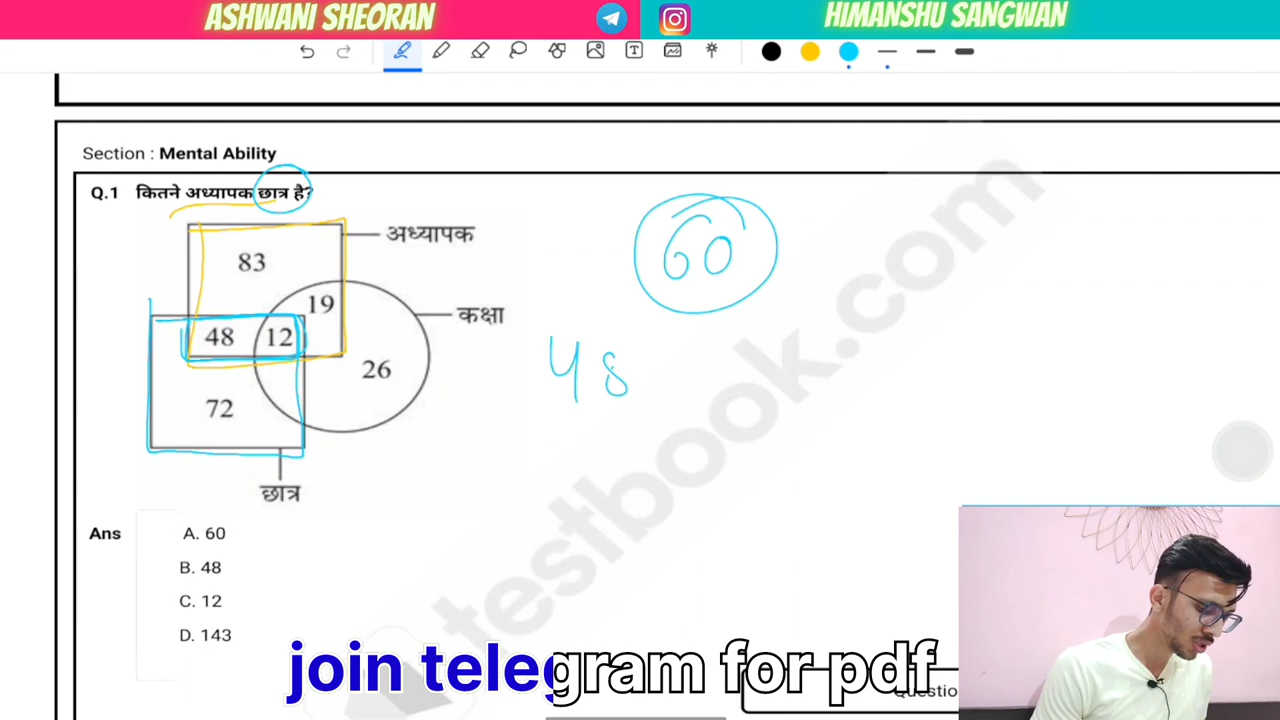 ASHWANI SHEORAN
HIMANSHU SANGWAN
Section : Mental Ability
Q.1 कितने अध्यापक छात्र है?
83
अध्यापक
60
19
कक्षा
48
12
26
48
72
छात्र
testbook.com
Ans
A. 60
B. 48
C. 12
D. 143
join telegram for pdf
Questio